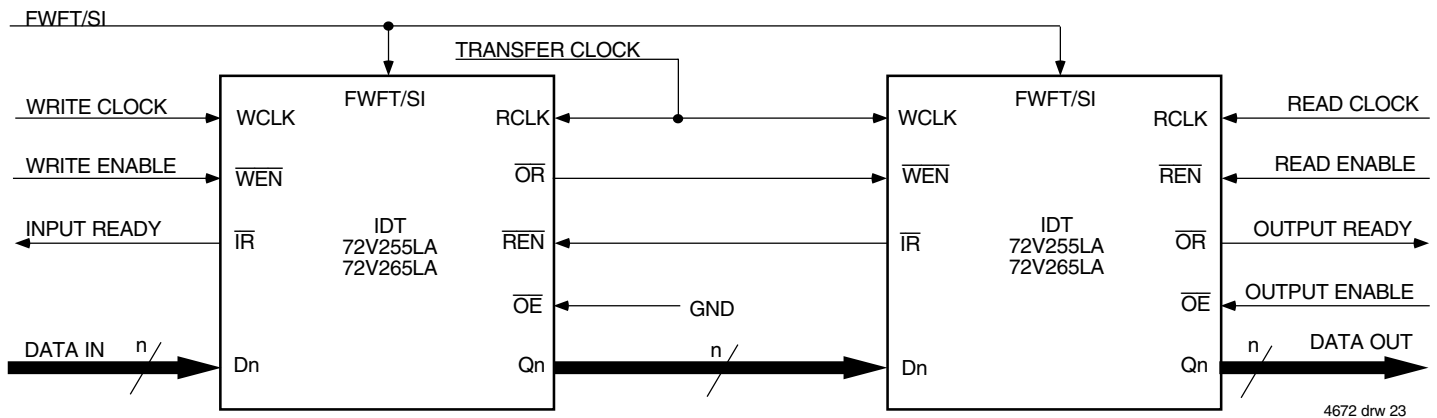 FWFT/SI
TRANSFER CLOCK
FWFT/SI
FWFT/SI
WRITE CLOCK
WCLK
RCLK
WCLK
RCLK
READ CLOCK
WRITE ENABLE
WEN
OR
WEN
REN
READ ENABLE
INPUT READY
IR
IDT
72V255LA
72V265LA
REN
IR
IDT
72V255LA
72V265LA
OR
OUTPUT READY
OE
GND
OE
OUTPUT ENABLE
DATA IN
n
Dn
Qn
n
Dn
Qn
n
DATA OUT
4672 drw 23